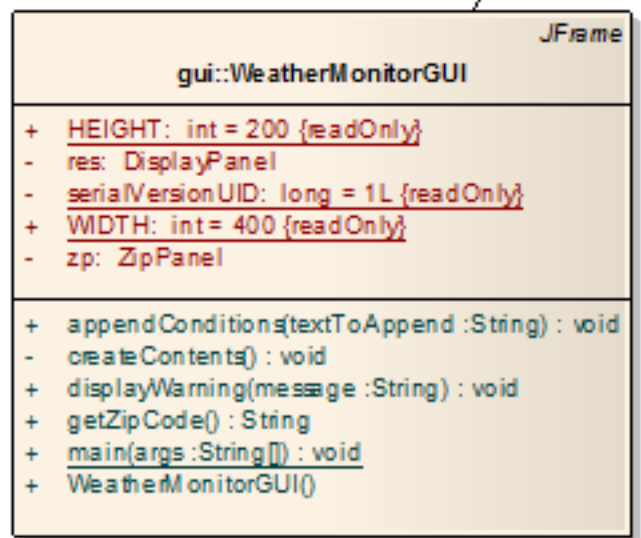 JFrame
gui::WeatherMonitorGUI
+ HEIGHT: int = 200 {readOnly}
- res: DisplayPanel
- serialVersionUID: long = 1L {readOnly}
+ WIDTH: int = 400 {readOnly}
- zp: ZipPanel
+ appendConditions(textToAppend :String) : void
- createContents() : void
+ displayWarning(message :String) : void
+ getZipCode() : String
+ main(args :String[]) : void
+ WeatherMonitorGUI()